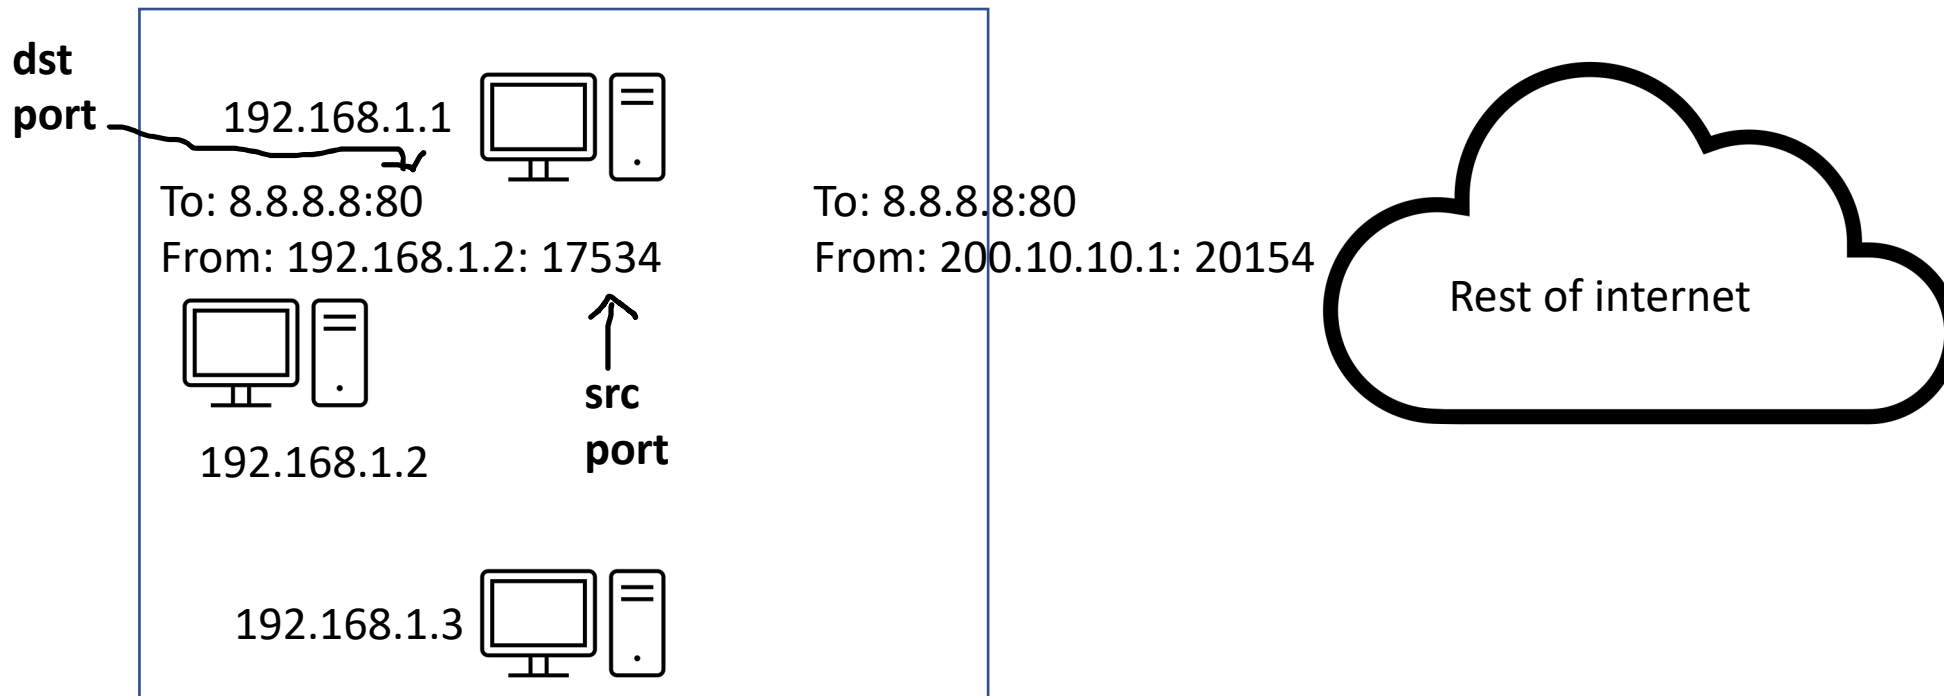 dst
port
192.168.1.1
To: 8.8.8.8:80
From: 192.168.1.2: 17534
To: 8.8.8.8:80
From: 200.10.10.1: 20154
Rest of internet
src
port
192.168.1.2
192.168.1.3